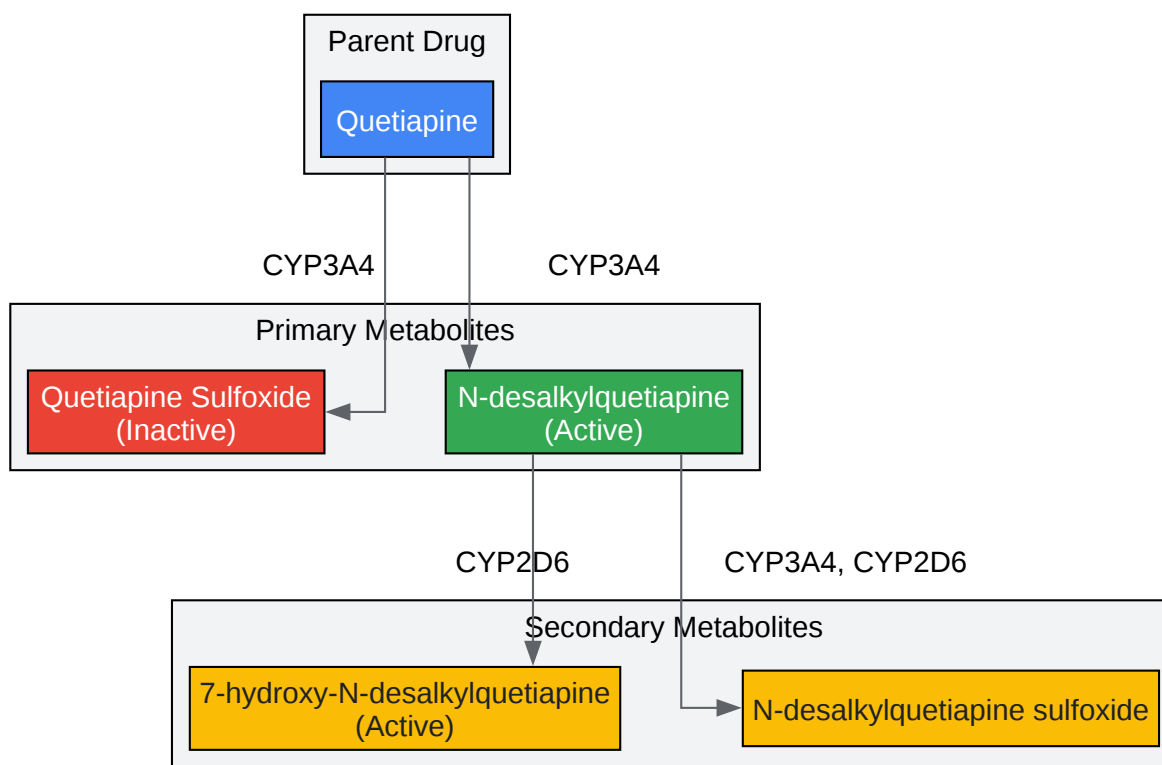 Parent Drug
Quetiapine
CYP3A4
CYP3A4
Primary Metabolites
Quetiapine Sulfoxide
(Inactive)
N-desalkylquetiapine
(Active)
CYP2D6
CYP3A4, CYP2D6
Secondary Metabolites
7-hydroxy-N-desalkylquetiapine
(Active)
N-desalkylquetiapine sulfoxide